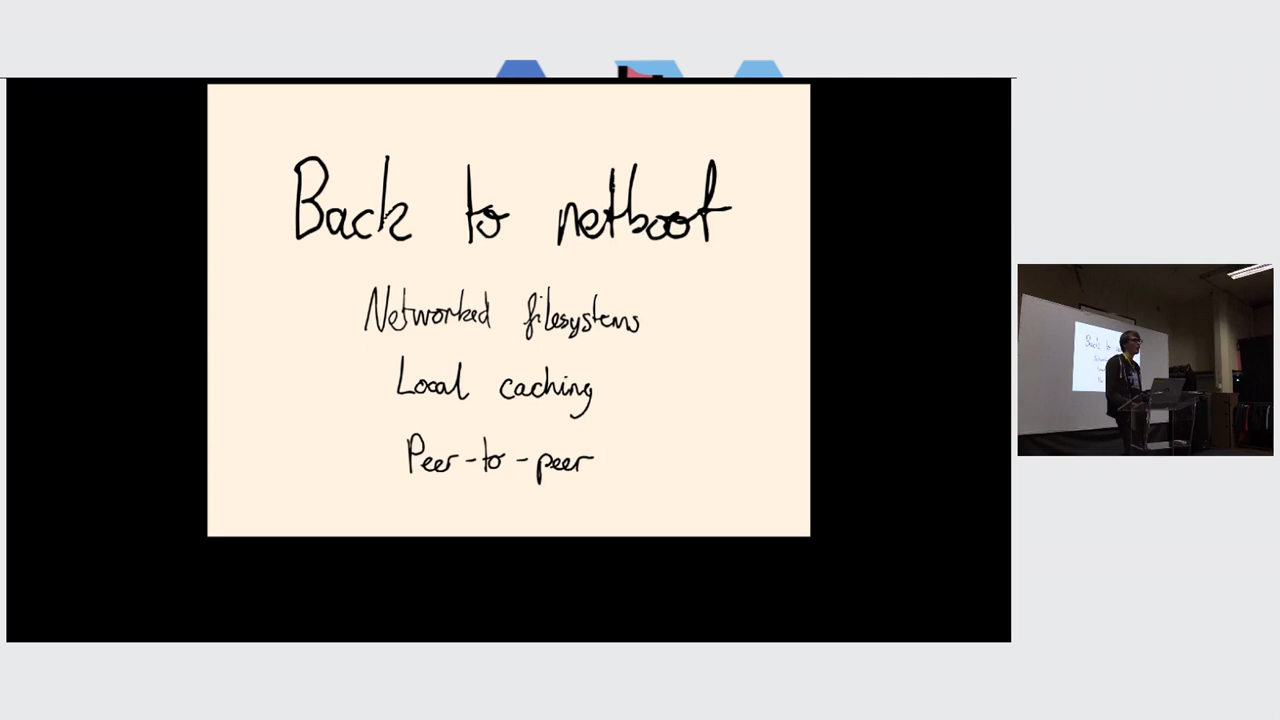 Back to netboot
Networked filesystems
Local caching
Peer-to-peer